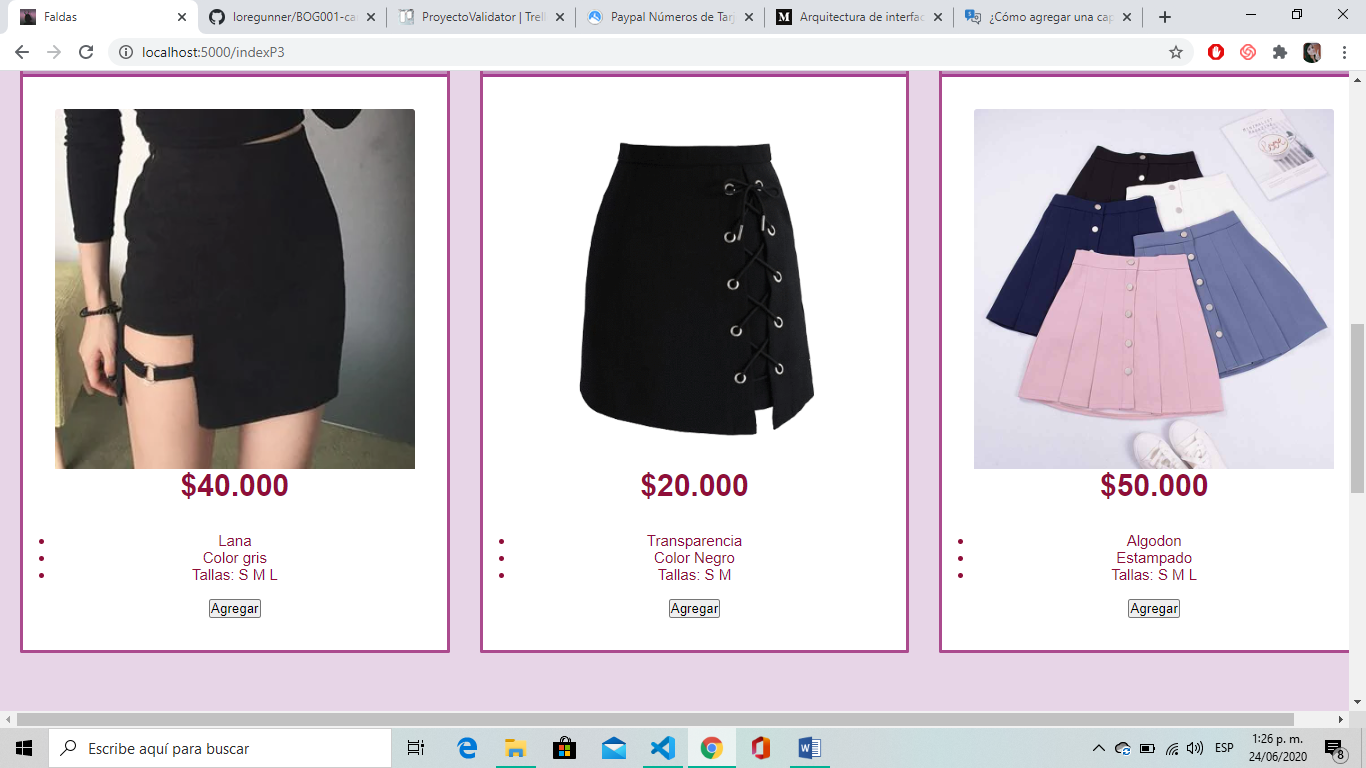 Faldas
loregunner/BOG001-ca
ProyectoValidator | Trell
Paypal Números de Tarj
Arquitectura de interfac
¿Cómo agregar una cap
localhost:5000/indexP3
$40.000
Lana
Color gris
Tallas: S M L
Agregar
$20.000
Transparencia
Color Negro
Tallas: S M
Agregar
$50.000
Algodon
Estampado
Tallas: S M L
Agregar
Escribe aquí para buscar
ESP
1:26 p. m.
24/06/2020
8